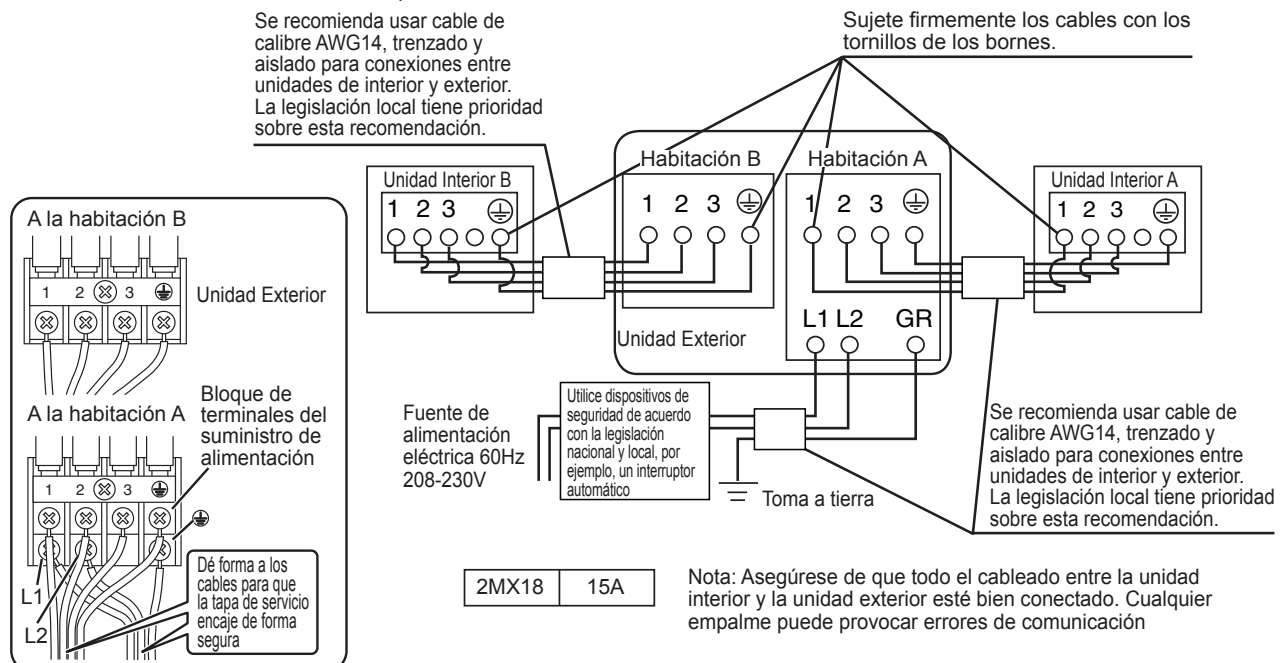 Se recomienda usar cable de
calibre AWG14, trenzado y
aislado para conexiones entre
unidades de interior y exterior.
La legislación local tiene prioridad
sobre esta recomendación.
Sujete firmemente los cables con los
tornillos de los bornes.
Habitación B
Habitación A
Unidad Interior B
1 2 3
1 2 3
1 2 3
Unidad Interior A
1 2 3
L1 L2 GR
Unidad Exterior
A la habitación B
1 2 3
Unidad Exterior
A la habitación A
Bloque de
terminales del
suministro de
alimentación
1 2 3
L1
L2
Dé forma a los
cables para que
la tapa de servicio
encaje de forma
segura
Fuente de
alimentación
eléctrica 60Hz
208-230V
Utilice dispositivos de
seguridad de acuerdo
con la legislación
nacional y local, por
ejemplo, un interruptor
automático
Toma a tierra
Se recomienda usar cable de
calibre AWG14, trenzado y
aislado para conexiones entre
unidades de interior y exterior.
La legislación local tiene prioridad
sobre esta recomendación.
2MX18 15A
Nota: Asegúrese de que todo el cableado entre la unidad
interior y la unidad exterior esté bien conectado. Cualquier
empalme puede provocar errores de comunicación